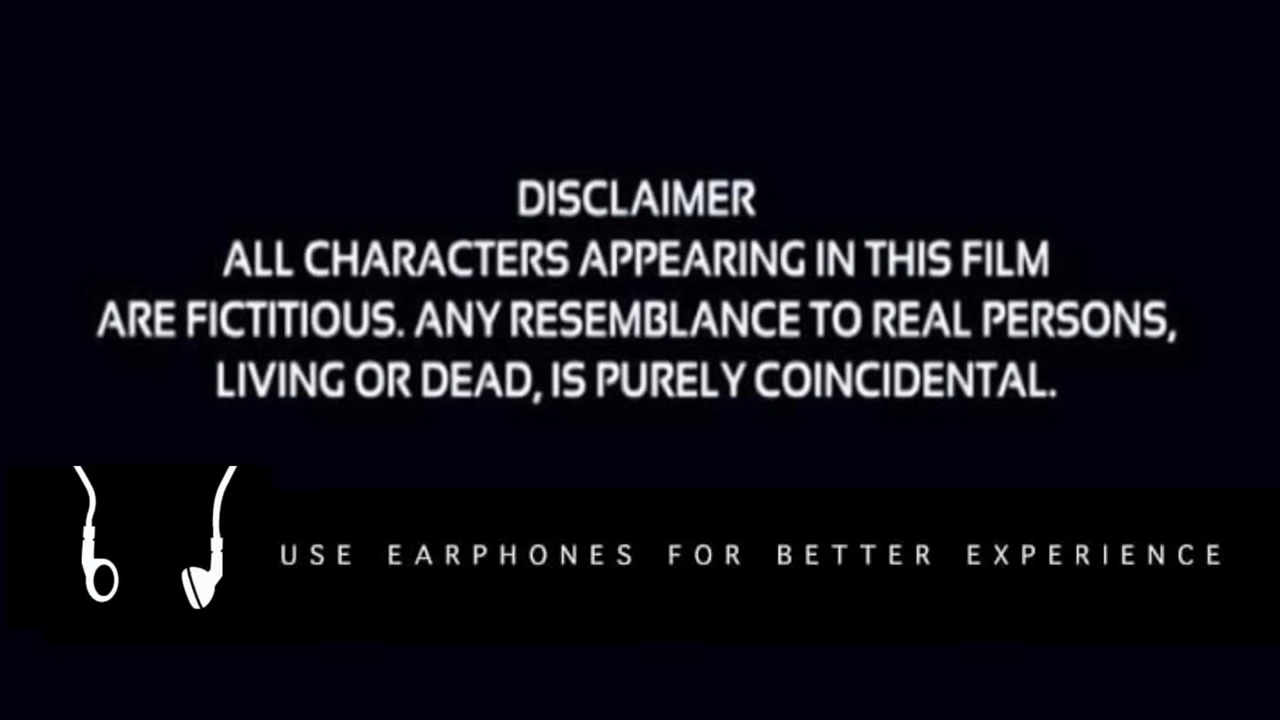 DISCLAIMER
ALL CHARACTERS APPEARING IN THIS FILM
ARE FICTITIOUS. ANY RESEMBLANCE TO REAL PERSONS,
LIVING OR DEAD, IS PURELY COINCIDENTAL.
USE EARPHONES FOR BETTER EXPERIENCE